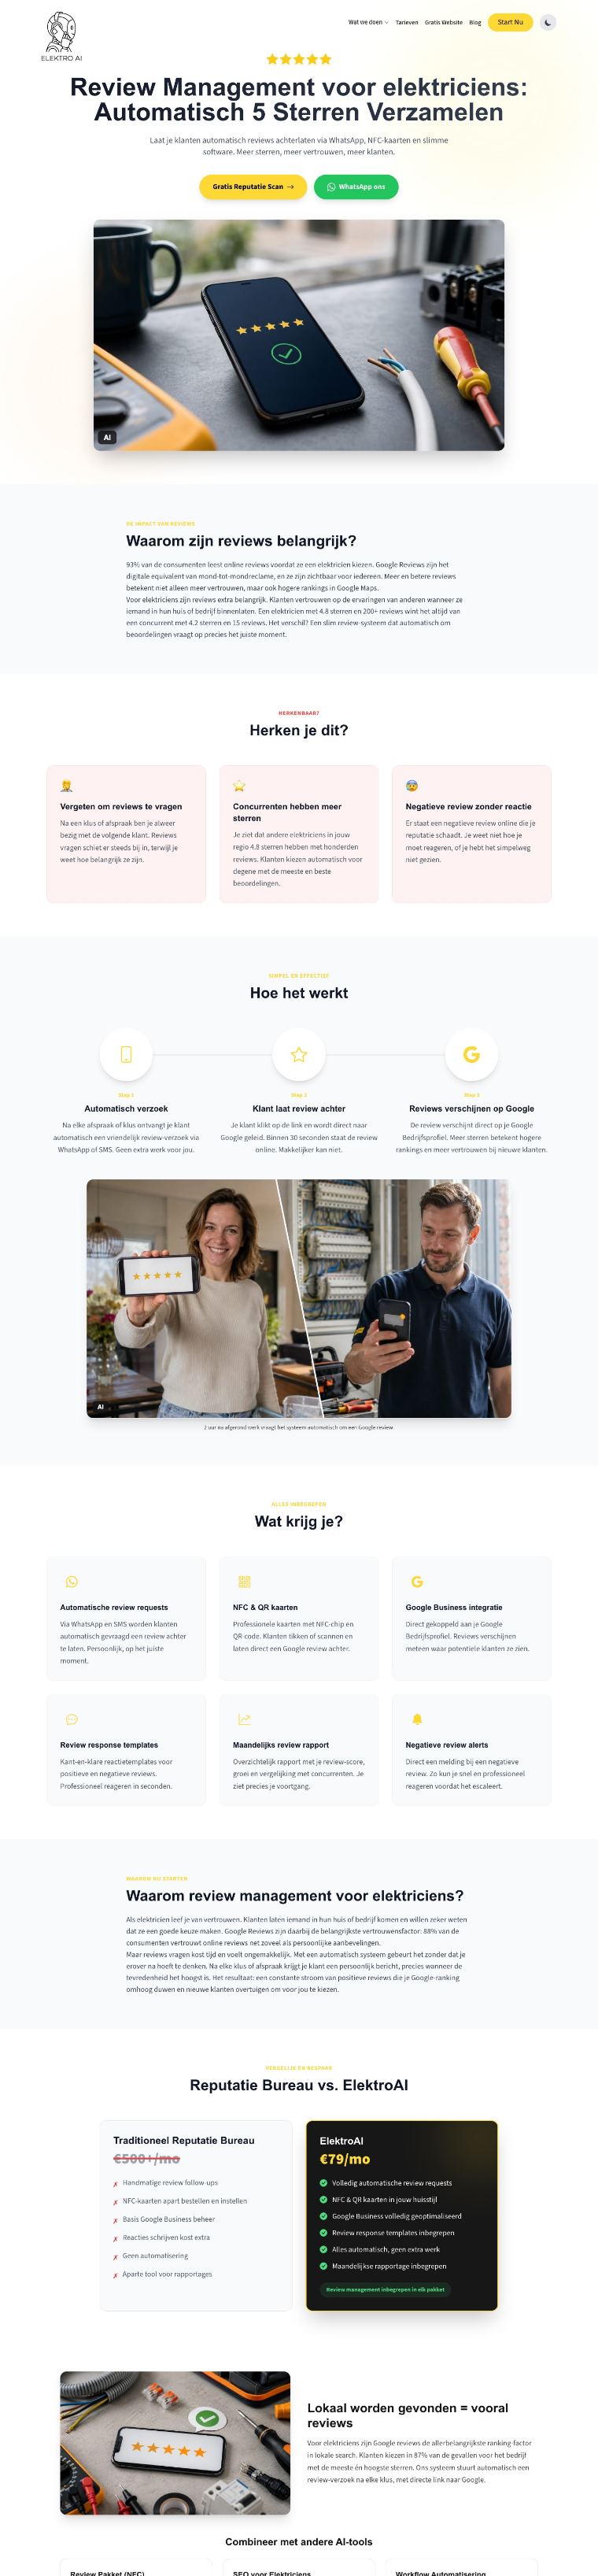 ELEKTRO AI
Wat we doen
Tarieven
Gratis Website
Blog
Start Nu
Review Management voor elektriciens:
Automatisch 5 Sterren Verzamelen
Laat je klanten automatisch reviews achterlaten via WhatsApp, NFC-kaarten en slimme
software. Meer sterren, meer vertrouwen, meer klanten.
Gratis Reputatie Scan →
WhatsApp ons
AI
DE IMPACT VAN REVIEWS
Waarom zijn reviews belangrijk?
93% van de consumenten leest online reviews voordat ze een elektricien kiezen. Google Reviews zijn het
digitale equivalent van mond-tot-mondreclame, en ze zijn zichtbaar voor iedereen. Meer en betere reviews
betekent niet alleen meer vertrouwen, maar ook hogere rankings in Google Maps.
Voor elektriciens zijn reviews extra belangrijk. Klanten vertrouwen op de ervaringen van anderen wanneer ze
iemand in hun huis of bedrijf binnenlaten. Een elektricien met 4.8 sterren en 200+ reviews wint het altijd van
een concurrent met 4.2 sterren en 15 reviews. Het verschil? Een slim review-systeem dat automatisch om
beoordelingen vraagt op precies het juiste moment.
HERKENBAAR?
Herken je dit?
Vergeten om reviews te vragen
Na een klus of afspraak ben je alweer
bezig met de volgende klant. Reviews
vragen schiet er steeds bij in, terwijl je
weet hoe belangrijk ze zijn.
Concurrenten hebben meer
sterren
Je ziet dat andere elektriciens in jouw
regio 4.8 sterren hebben met honderden
reviews. Klanten kiezen automatisch voor
degene met de meeste en beste
beoordelingen.
Negatieve review zonder reactie
Er staat een negatieve review online die je
reputatie schaadt. Je weet niet hoe je
moet reageren, of je hebt het simpelweg
niet gezien.
SIMPEL EN EFFECTIEF
Hoe het werkt
Stap 1
Automatisch verzoek
Na elke afspraak of klus ontvangt je klant
automatisch een vriendelijk review-verzoek via
WhatsApp of SMS. Geen extra werk voor jou.
Stap 2
Klant laat review achter
Je klant klikt op de link en wordt direct naar
Google geleid. Binnen 30 seconden staat de review
online. Makkelijker kan niet.
Stap 3
Reviews verschijnen op Google
De review verschijnt direct op je Google
Bedrijfsprofiel. Meer sterren betekent hogere
rankings en meer vertrouwen bij nieuwe klanten.
AI
2 uur na afgerond werk vraagt het systeem automatisch om een Google-review.
ALLES INBEGREPEN
Wat krijg je?
Automatische review requests
Via WhatsApp en SMS worden klanten
automatisch gevraagd een review achter
te laten. Persoonlijk, op het juiste
moment.
NFC & QR kaarten
Professionele kaarten met NFC-chip en
QR-code. Klanten tikken of scannen en
laten direct een Google review achter.
Google Business integratie
Direct gekoppeld aan je Google
Bedrijfsprofiel. Reviews verschijnen
meteen waar potentiele klanten ze zien.
Review response templates
Kant-en-klare reactietemplates voor
positieve en negatieve reviews.
Professioneel reageren in seconden.
Maandelijks review rapport
Overzichtelijk rapport met je review-score,
groei en vergelijking met concurrenten. Je
ziet precies je voortgang.
Negatieve review alerts
Direct een melding bij een negatieve
review. Zo kun je snel en professioneel
reageren voordat het escaleert.
WAAROM NU STARTEN
Waarom review management voor elektriciens?
Als elektricien leef je van vertrouwen. Klanten laten iemand in hun huis of bedrijf komen en willen zeker weten
dat ze een goede keuze maken. Google Reviews zijn daarbij de belangrijkste vertrouwensfactor: 88% van de
consumenten vertrouwt online reviews net zoveel als persoonlijke aanbevelingen.
Maar reviews vragen kost tijd en voelt ongemakkelijk. Met een automatisch systeem gebeurt het zonder dat je
erover na hoeft te denken. Na elke klus of afspraak krijgt je klant een persoonlijk bericht, precies wanneer de
tevredenheid het hoogst is. Het resultaat: een constante stroom van positieve reviews die je Google-ranking
omhoog duwen en nieuwe klanten overtuigen om voor jou te kiezen.
VERGELIJK EN BESPAAR
Reputatie Bureau vs. ElektroAI
Traditioneel Reputatie Bureau
€500+/mo
Handmatige review follow-ups
NFC-kaarten apart bestellen en instellen
Basis Google Business beheer
Reacties schrijven kost extra
Geen automatisering
Aparte tool voor rapportages
ElektroAI
€79/mo
Volledig automatische review requests
NFC & QR kaarten in jouw huisstijl
Google Business volledig geoptimaliseerd
Review response templates inbegrepen
Alles automatisch, geen extra werk
Maandelijkse rapportage inbegrepen
Review management inbegrepen in elk pakket
Lokaal worden gevonden = vooral
reviews
Voor elektriciens zijn Google reviews de allerbelangrijkste ranking-factor
in lokale search. Klanten kiezen in 87% van de gevallen voor het bedrijf
met de meeste én hoogste sterren. Ons systeem stuurt automatisch een
review-verzoek na elke klus, met directe link naar Google.
Combineer met andere AI-tools
Review Pakket (NFC)
SEO voor Elektriciens
Workflow Automatisering